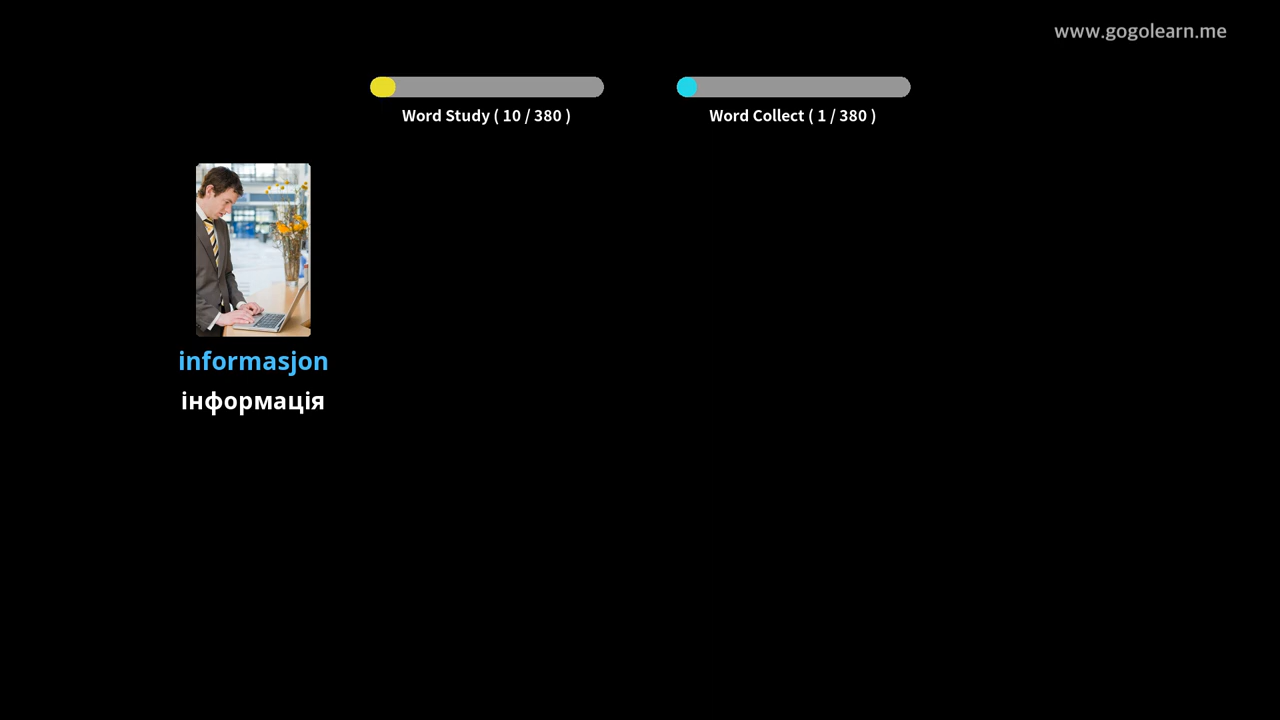 www.gogolearn.me
Word Study ( 10 / 380 )
Word Collect ( 1 / 380 )
informasjon
інформація